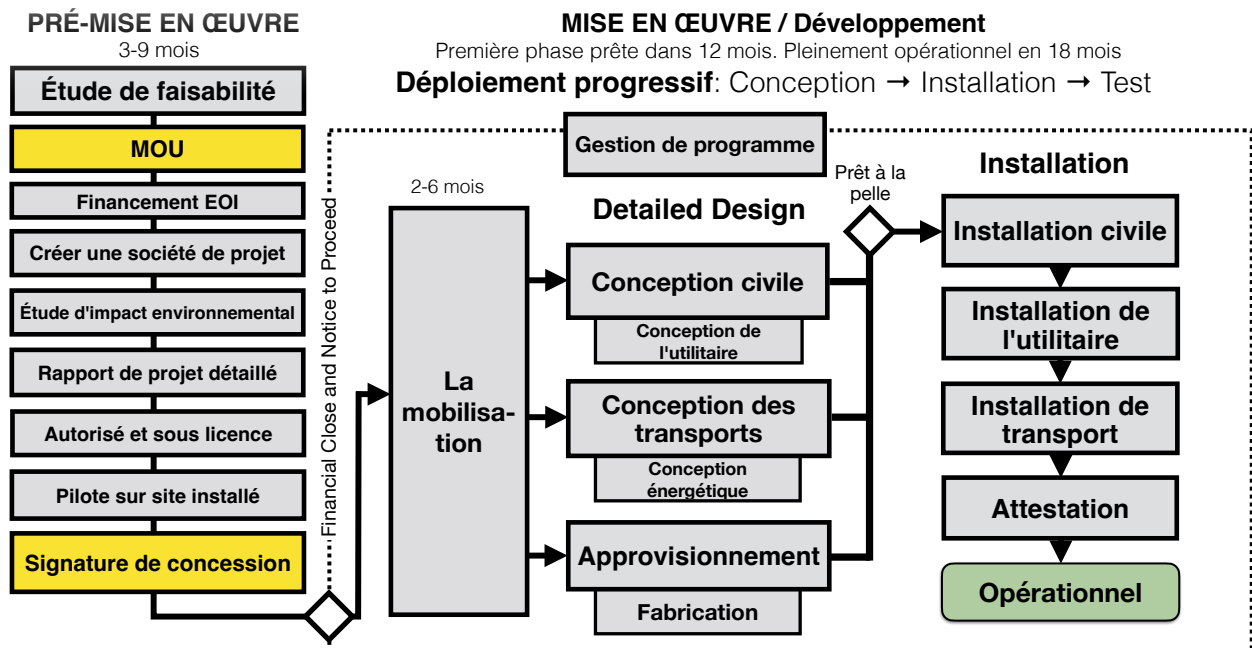 PRÉ-MISE EN ŒUVRE
3-9 mois
Étude de faisabilité
MOU
Financement EOI
Créer une société de projet
Étude d'impact environnemental
Rapport de projet détaillé
Autorisé et sous licence
Pilote sur site installé
Signature de concession
Financial Close and Notice to Proceed
MISE EN ŒUVRE / Développement
Première phase prête dans 12 mois. Pleinement opérationnel en 18 mois
Déploiement progressif: Conception → Installation → Test
Gestion de programme
2-6 mois
La
mobilisa-
tion
Detailed Design
Conception civile
Conception de
l'utilitaire
Conception des
transports
Conception
énergétique
Approvisionnement
Fabrication
Prêt à la
pelle
Installation
Installation civile
Installation de
l'utilitaire
Installation de
transport
Attestation
Opérationnel